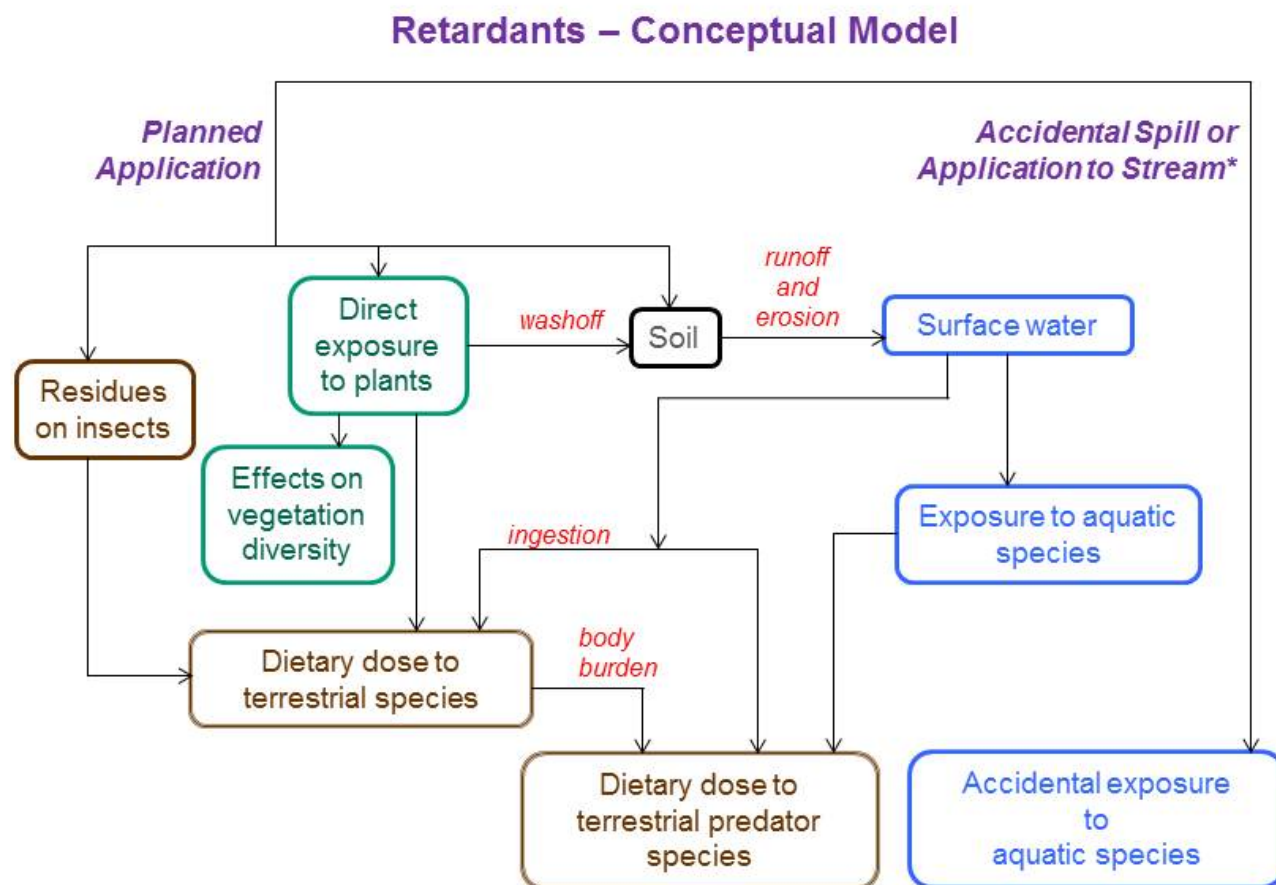 Retardants – Conceptual Model
Planned
Application
Accidental Spill or
Application to Stream*
Direct
exposure
to plants
washoff
Soil
runoff
and
erosion
Surface water
Residues
on insects
Effects on
vegetation
diversity
ingestion
Exposure to aquatic
species
Dietary dose to
terrestrial species
body
burden
Dietary dose to
terrestrial predator
species
Accidental exposure
to
aquatic species